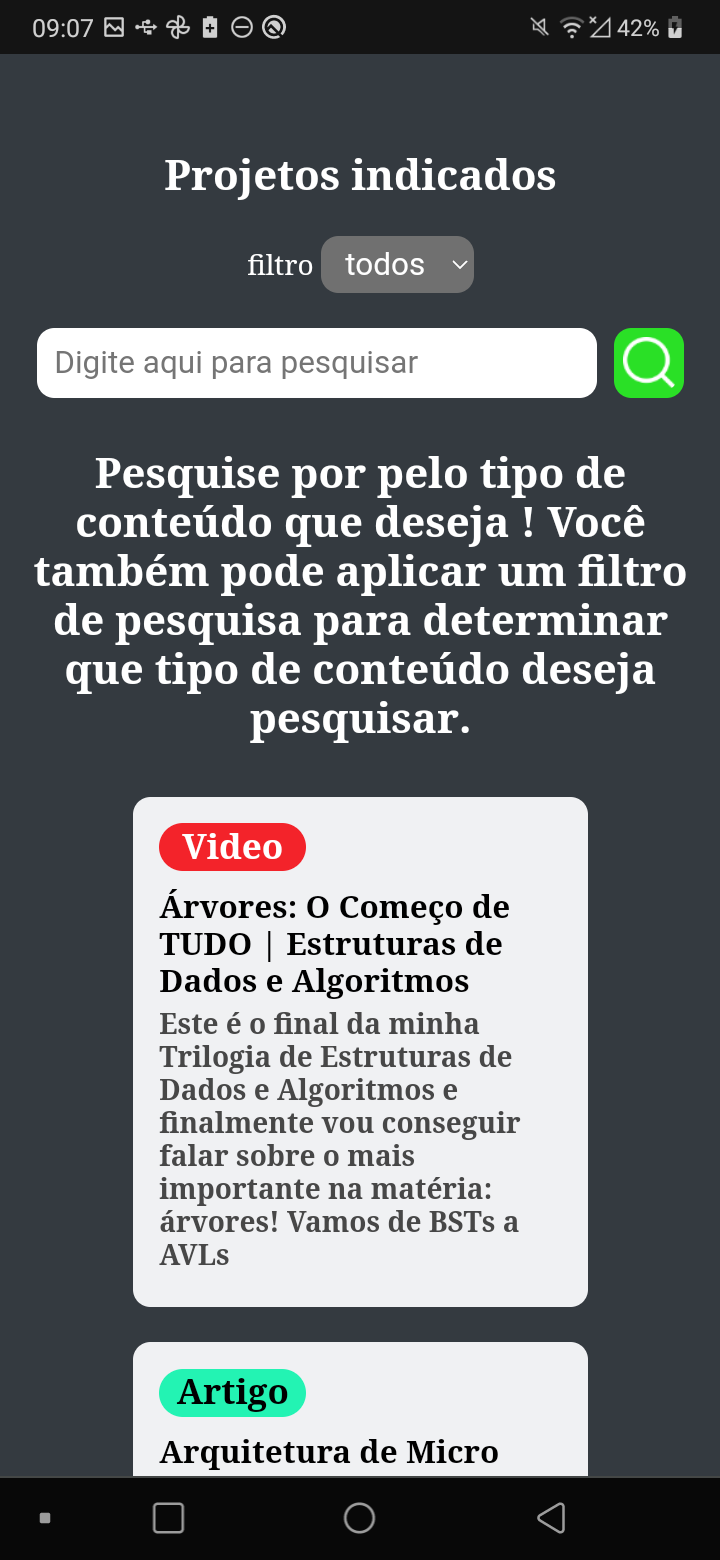 09:07 42%
Projetos indicados
filtro todos
Digite aqui para pesquisar
Pesquise por pelo tipo de
conteúdo que deseja ! Você
também pode aplicar um filtro
de pesquisa para determinar
que tipo de conteúdo deseja
pesquisar.
Video
Árvores: O Começo de
TUDO | Estruturas de
Dados e Algoritmos
Este é o final da minha
Trilogia de Estruturas de
Dados e Algoritmos e
finalmente vou conseguir
falar sobre o mais
importante na matéria:
árvores! Vamos de BSTs a
AVLs
Artigo
Arquitetura de Micro